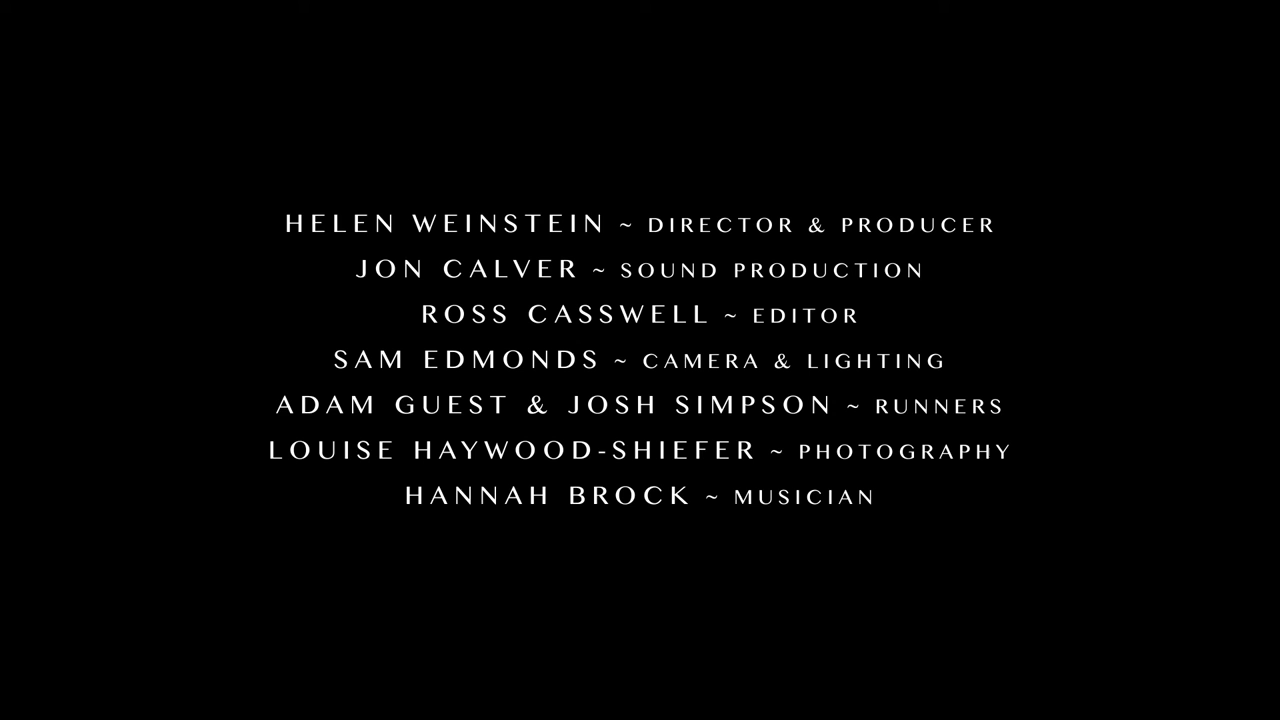 HELEN WEINSTEIN ~ DIRECTOR & PRODUCER
JON CALVER ~ SOUND PRODUCTION
ROSS CASSWELL ~ EDITOR
SAM EDMONDS ~ CAMERA & LIGHTING
ADAM GUEST & JOSH SIMPSON ~ RUNNERS
LOUISE HAYWOOD-SHIEFER ~ PHOTOGRAPHY
HANNAH BROCK ~ MUSICIAN